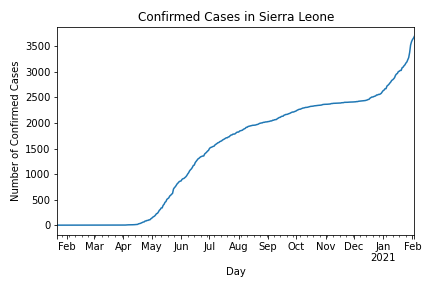 Confirmed Cases in Sierra Leone
Number of Confirmed Cases
3500
3000
2500
2000
1500
1000
500
0
Feb Mar Apr May Jun Jul Aug Sep Oct Nov Dec Jan Feb
2021
Day